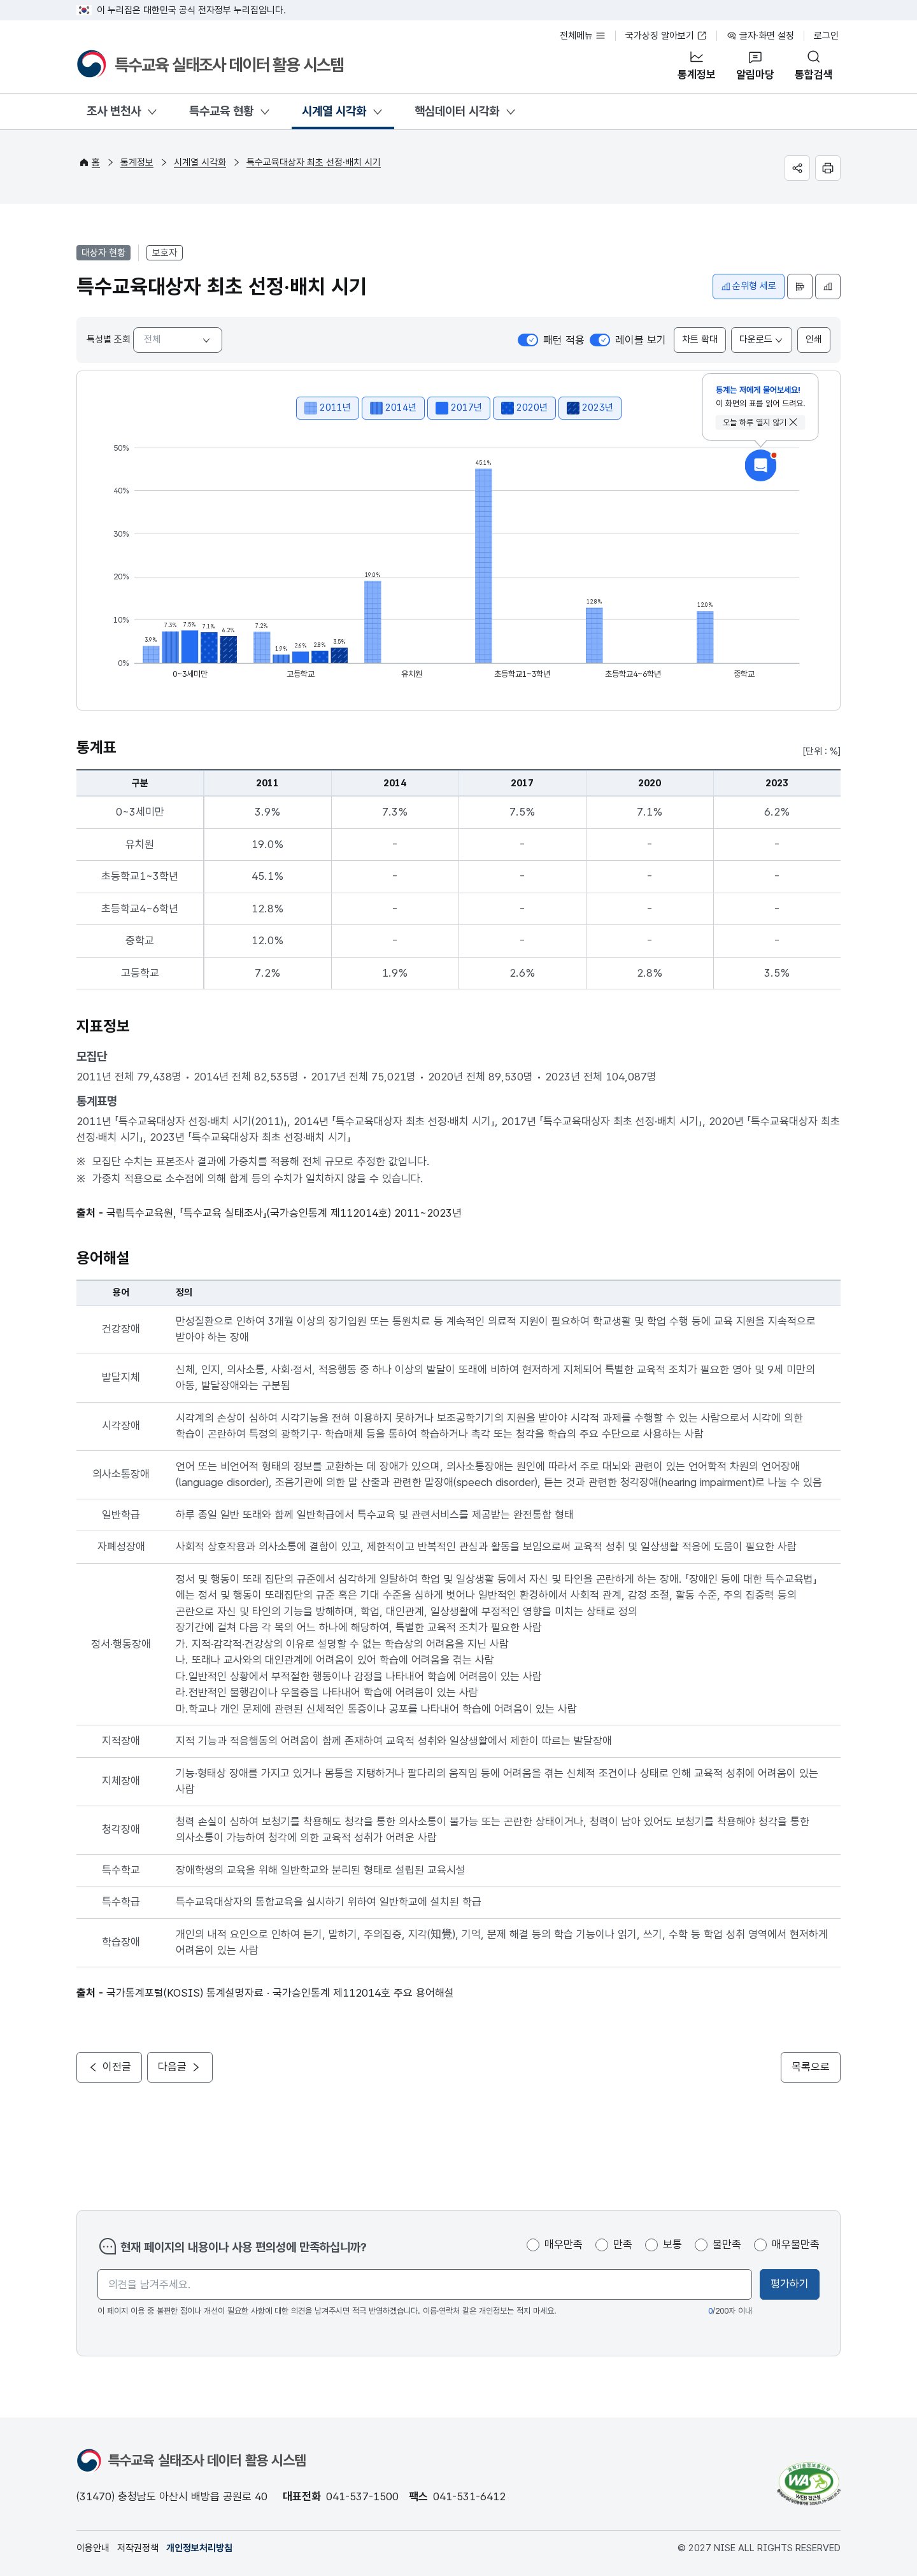 이 누리집은 대한민국 공식 전자정부 누리집입니다.
전체메뉴 국가상징 알아보기 글자·화면 설정 로그인
특수교육 실태조사 데이터 활용 시스템
통계정보 알림마당 통합검색
조사 변천사 특수교육 현황 시계열 시각화 핵심데이터 시각화
홈 통계정보 시계열 시각화 특수교육대상자 최초 선정·배치 시기
대상자 현황 보호자
특수교육대상자 최초 선정·배치 시기
순위형 세로
특성별 조회 전체 패턴 적용 레이블 보기 차트 확대 다운로드 인쇄
통계는 저에게 물어보세요!
이 화면의 표를 읽어 드려요.
오늘 하루 열지 않기
2011년 2014년 2017년 2020년 2023년
50%
40%
30%
20%
10%
0%
3.9% 7.3% 7.5% 7.1% 6.2%
7.2% 1.9% 2.6% 2.8% 3.5%
19.0%
45.1%
12.8%
12.0%
0~3세미만 고등학교 유치원 초등학교1~3학년 초등학교4~6학년 중학교
통계표
[단위 : %]
구분 2011 2014 2017 2020 2023
0~3세미만 3.9% 7.3% 7.5% 7.1% 6.2%
유치원 19.0% - - - -
초등학교1~3학년 45.1% - - - -
초등학교4~6학년 12.8% - - - -
중학교 12.0% - - - -
고등학교 7.2% 1.9% 2.6% 2.8% 3.5%
지표정보
모집단
2011년 전체 79,438명 • 2014년 전체 82,535명 • 2017년 전체 75,021명 • 2020년 전체 89,530명 • 2023년 전체 104,087명
통계표명
2011년 「특수교육대상자 선정·배치 시기(2011)」, 2014년 「특수교육대상자 최초 선정·배치 시기」, 2017년 「특수교육대상자 최초 선정·배치 시기」, 2020년 「특수교육대상자 최초
선정·배치 시기」, 2023년 「특수교육대상자 최초 선정·배치 시기」
※ 모집단 수치는 표본조사 결과에 가중치를 적용해 전체 규모로 추정한 값입니다.
※ 가중치 적용으로 소수점에 의해 합계 등의 수치가 일치하지 않을 수 있습니다.
출처 - 국립특수교육원, 「특수교육 실태조사」(국가승인통계 제112014호) 2011~2023년
용어해설
용어 정의
건강장애 만성질환으로 인하여 3개월 이상의 장기입원 또는 통원치료 등 계속적인 의료적 지원이 필요하여 학교생활 및 학업 수행 등에 교육 지원을 지속적으로
받아야 하는 장애
발달지체 신체, 인지, 의사소통, 사회·정서, 적응행동 중 하나 이상의 발달이 또래에 비하여 현저하게 지체되어 특별한 교육적 조치가 필요한 영아 및 9세 미만의
아동, 발달장애와는 구분됨
시각장애 시각계의 손상이 심하여 시각기능을 전혀 이용하지 못하거나 보조공학기기의 지원을 받아야 시각적 과제를 수행할 수 있는 사람으로서 시각에 의한
학습이 곤란하여 특정의 광학기구· 학습매체 등을 통하여 학습하거나 촉각 또는 청각을 학습의 주요 수단으로 사용하는 사람
의사소통장애 언어 또는 비언어적 형태의 정보를 교환하는 데 장애가 있으며, 의사소통장애는 원인에 따라서 주로 대뇌와 관련이 있는 언어학적 차원의 언어장애
(language disorder), 조음기관에 의한 말 산출과 관련한 말장애(speech disorder), 듣는 것과 관련한 청각장애(hearing impairment)로 나눌 수 있음
일반학급 하루 종일 일반 또래와 함께 일반학급에서 특수교육 및 관련서비스를 제공받는 완전통합 형태
자폐성장애 사회적 상호작용과 의사소통에 결함이 있고, 제한적이고 반복적인 관심과 활동을 보임으로써 교육적 성취 및 일상생활 적응에 도움이 필요한 사람
정서·행동장애 정서 및 행동이 또래 집단의 규준에서 심각하게 일탈하여 학업 및 일상생활 등에서 자신 및 타인을 곤란하게 하는 장애. 「장애인 등에 대한 특수교육법」
에는 정서 및 행동이 또래집단의 규준 혹은 기대 수준을 심하게 벗어나 일반적인 환경하에서 사회적 관계, 감정 조절, 활동 수준, 주의 집중력 등의
곤란으로 자신 및 타인의 기능을 방해하며, 학업, 대인관계, 일상생활에 부정적인 영향을 미치는 상태로 정의
장기간에 걸쳐 다음 각 목의 어느 하나에 해당하여, 특별한 교육적 조치가 필요한 사람
가. 지적·감각적·건강상의 이유로 설명할 수 없는 학습상의 어려움을 지닌 사람
나. 또래나 교사와의 대인관계에 어려움이 있어 학습에 어려움을 겪는 사람
다.일반적인 상황에서 부적절한 행동이나 감정을 나타내어 학습에 어려움이 있는 사람
라.전반적인 불행감이나 우울증을 나타내어 학습에 어려움이 있는 사람
마.학교나 개인 문제에 관련된 신체적인 통증이나 공포를 나타내어 학습에 어려움이 있는 사람
지적장애 지적 기능과 적응행동의 어려움이 함께 존재하여 교육적 성취와 일상생활에서 제한이 따르는 발달장애
지체장애 기능·형태상 장애를 가지고 있거나 몸통을 지탱하거나 팔다리의 움직임 등에 어려움을 겪는 신체적 조건이나 상태로 인해 교육적 성취에 어려움이 있는
사람
청각장애 청력 손실이 심하여 보청기를 착용해도 청각을 통한 의사소통이 불가능 또는 곤란한 상태이거나, 청력이 남아 있어도 보청기를 착용해야 청각을 통한
의사소통이 가능하여 청각에 의한 교육적 성취가 어려운 사람
특수학교 장애학생의 교육을 위해 일반학교와 분리된 형태로 설립된 교육시설
특수학급 특수교육대상자의 통합교육을 실시하기 위하여 일반학교에 설치된 학급
학습장애 개인의 내적 요인으로 인하여 듣기, 말하기, 주의집중, 지각(知覺), 기억, 문제 해결 등의 학습 기능이나 읽기, 쓰기, 수학 등 학업 성취 영역에서 현저하게
어려움이 있는 사람
출처 - 국가통계포털(KOSIS) 통계설명자료 · 국가승인통계 제112014호 주요 용어해설
이전글 다음글 목록으로
현재 페이지의 내용이나 사용 편의성에 만족하십니까?
매우만족 만족 보통 불만족 매우불만족
의견을 남겨주세요. 평가하기
이 페이지 이용 중 불편한 점이나 개선이 필요한 사항에 대한 의견을 남겨주시면 적극 반영하겠습니다. 이름·연락처 같은 개인정보는 적지 마세요. 0/200자 이내
특수교육 실태조사 데이터 활용 시스템
(31470) 충청남도 아산시 배방읍 공원로 40 대표전화 041-537-1500 팩스 041-531-6412
WA
WEB 접근성
이용안내 저작권정책 개인정보처리방침
© 2027 NISE ALL RIGHTS RESERVED